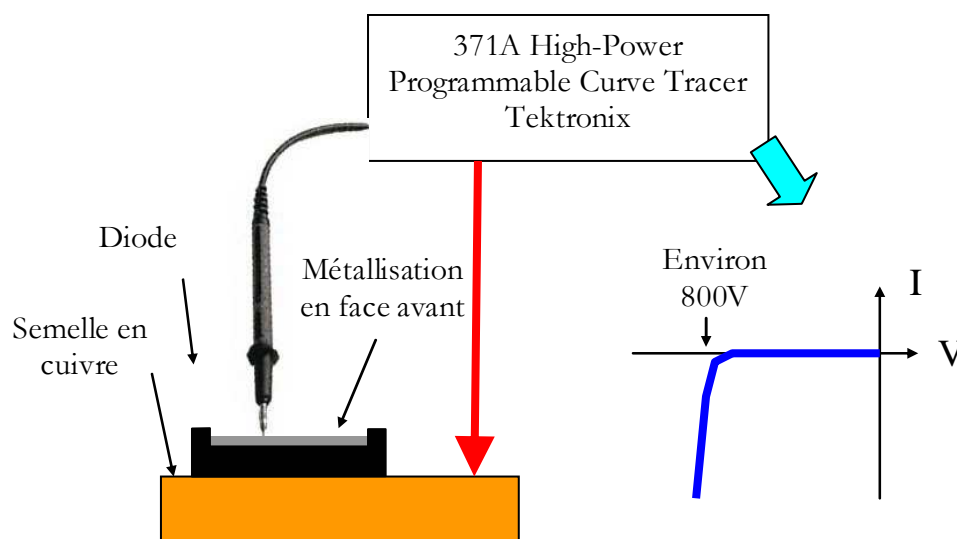 371A High-Power
Programmable Curve Tracer
Tektronix
Diode
Métallisation
en face avant
Semelle en
cuivre
Environ
800V
I
V